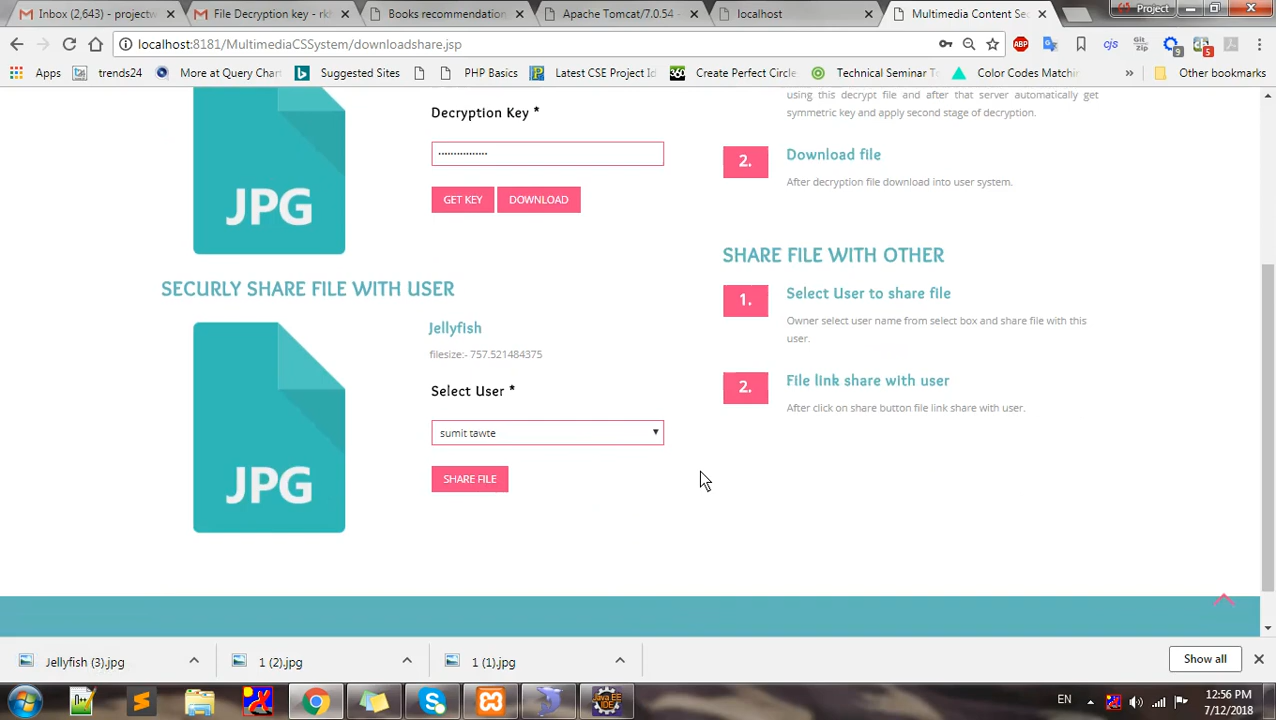 Inbox (2,643) - projectw
File Decryption key - rks
Books recommendations
Apache Tomcat/7.0.54 -
localhost
Multimedia Content Sec
Project
localhost:8181/MultimediaCSSystem/downloadshare.jsp
Apps
trends24
More at Query Chart
Suggested Sites
PHP Basics
Latest CSE Project Id
Create Perfect Circle
Technical Seminar To
Color Codes Matchin
»
Other bookmarks
JPG
Decryption Key *
................
GET KEY
DOWNLOAD
using this decrypt file and after that server automatically get
symmetric key and apply second stage of decryption.
2.
Download file
After decryption file download into user system.
SECURLY SHARE FILE WITH USER
JPG
Jellyfish
filesize:- 757.521484375
Select User *
sumit tawte
SHARE FILE
SHARE FILE WITH OTHER
1.
Select User to share file
Owner select user name from select box and share file with this
user.
2.
File link share with user
After click on share button file link share with user.
Jellyfish (3).jpg
1 (2).jpg
1 (1).jpg
Show all
EN
12:56 PM
7/12/2018